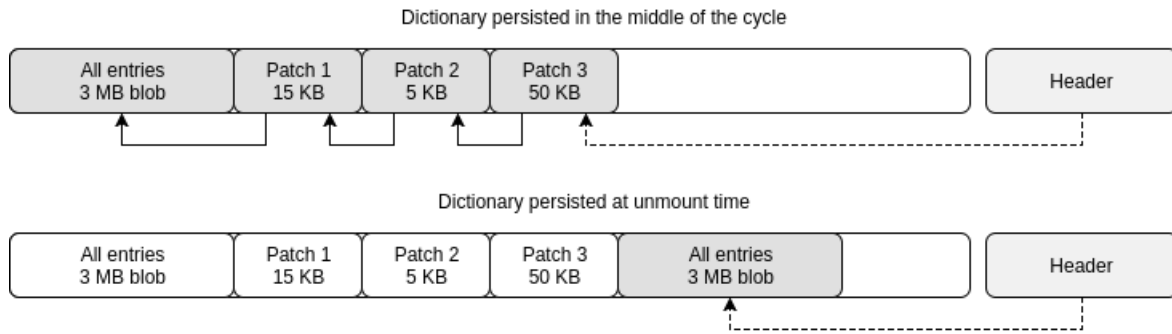 Dictionary persisted in the middle of the cycle
All entries
3 MB blob
Patch 1
15 KB
Patch 2
5 KB
Patch 3
50 KB
Header
Dictionary persisted at unmount time
All entries
3 MB blob
Patch 1
15 KB
Patch 2
5 KB
Patch 3
50 KB
All entries
3 MB blob
Header